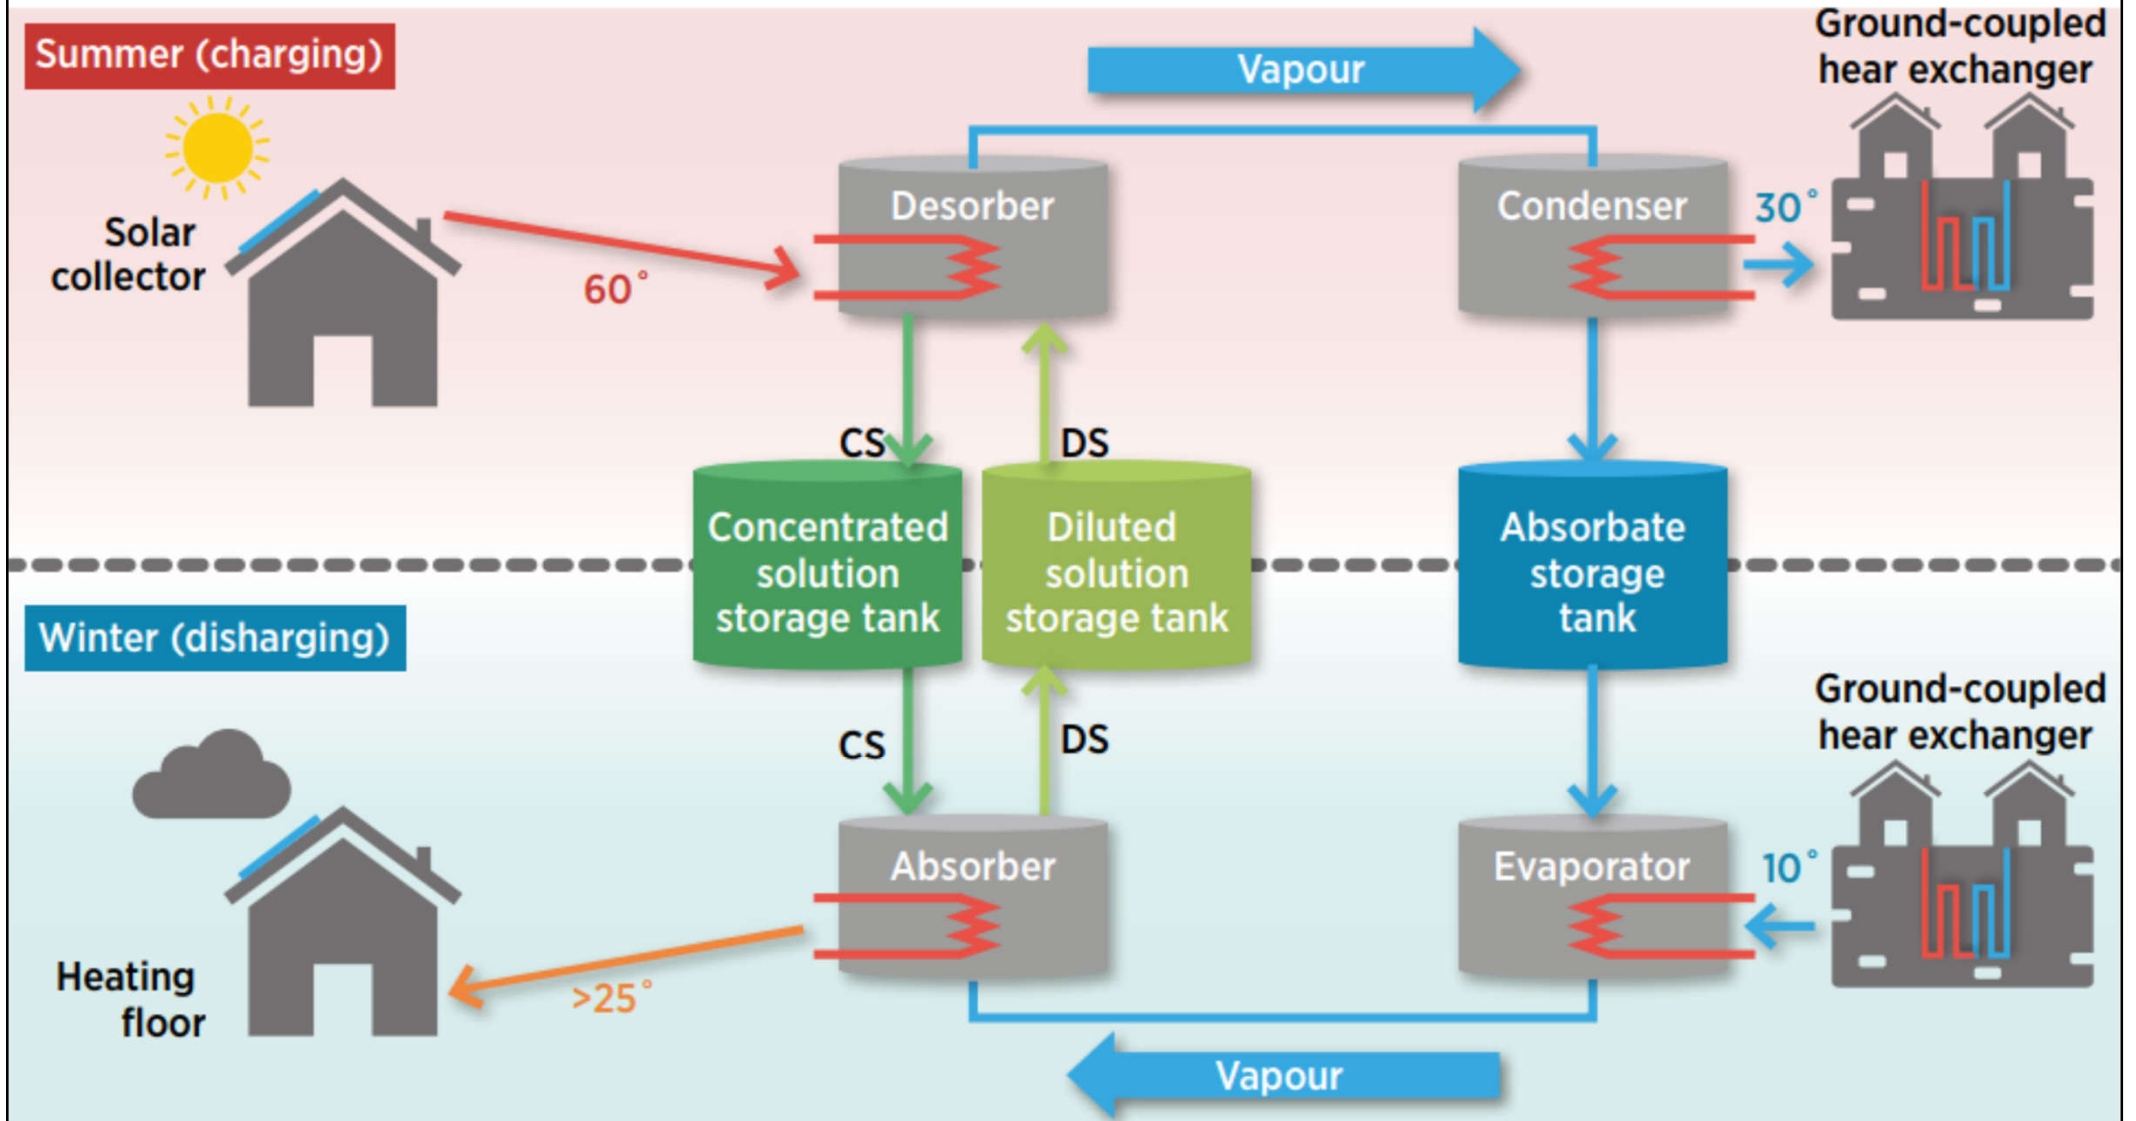 Summer (charging)
Vapour
Ground-coupled
hear exchanger
Solar
collector
60°
Desorber
Condenser
30°
CS
DS
Concentrated
solution
storage tank
Diluted
solution
storage tank
Absorbate
storage
tank
Winter (disharging)
CS
DS
Ground-coupled
hear exchanger
Heating
floor
>25°
Absorber
Evaporator
10°
Vapour